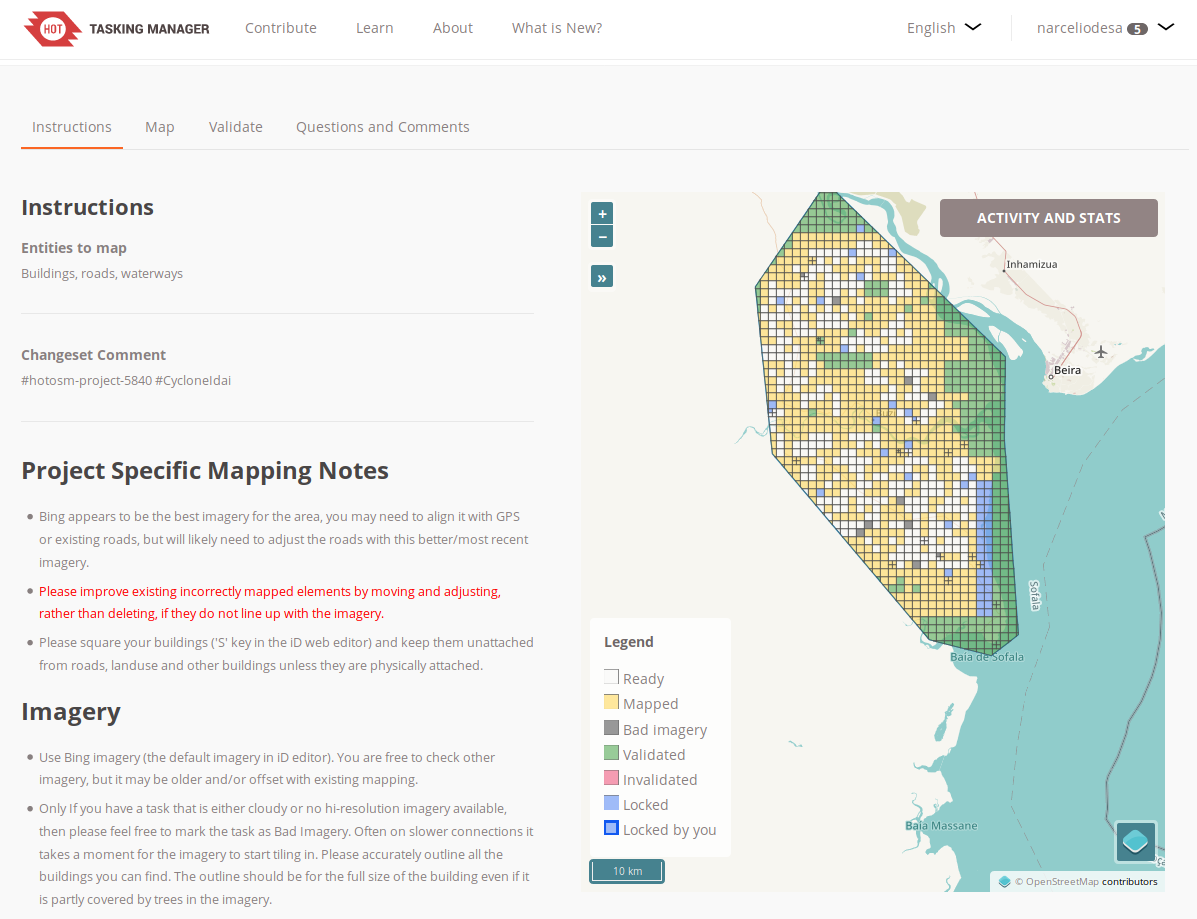 HOT TASKING MANAGER Contribute Learn About What is New? English narceliodesa 5
Instructions Map Validate Questions and Comments
Instructions
Entities to map
Buildings, roads, waterways
Changeset Comment
#hotosm-project-5840 #CycloneIdai
Project Specific Mapping Notes
• Bing appears to be the best imagery for the area, you may need to align it with GPS
or existing roads, but will likely need to adjust the roads with this better/most recent
imagery.
• Please improve existing incorrectly mapped elements by moving and adjusting,
rather than deleting, if they do not line up with the imagery.
• Please square your buildings ('S' key in the iD web editor) and keep them unattached
from roads, landuse and other buildings unless they are physically attached.
Imagery
• Use Bing imagery (the default imagery in iD editor). You are free to check other
imagery, but it may be older and/or offset with existing mapping.
• Only If you have a task that is either cloudy or no hi-resolution imagery available,
then please feel free to mark the task as Bad Imagery. Often on slower connections it
takes a moment for the imagery to start tiling in. Please accurately outline all the
buildings you can find. The outline should be for the full size of the building even if it
is partly covered by trees in the imagery.
+
−
»
ACTIVITY AND STATS
Inhamizua
Beira
Buzi
Sofala
Baia de Sofala
Baia Massane
Legend
Ready
Mapped
Bad imagery
Validated
Invalidated
Locked
Locked by you
10 km
© OpenStreetMap contributors